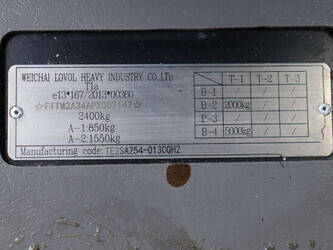 WEICHAI LOVOL HEAVY INDUSTRY CO.LTD
T1a
e13*167/2013*00360
☆FTTM2A34APX003147☆
2400kg
A-1:850kg
A-2:1550kg
T-1 T-2 T-3
B-1 / / /
B-2 2000kg / /
B-3 / / /
B-4 5000kg / /
Manufacturing code:TE2SA254-013CQH2